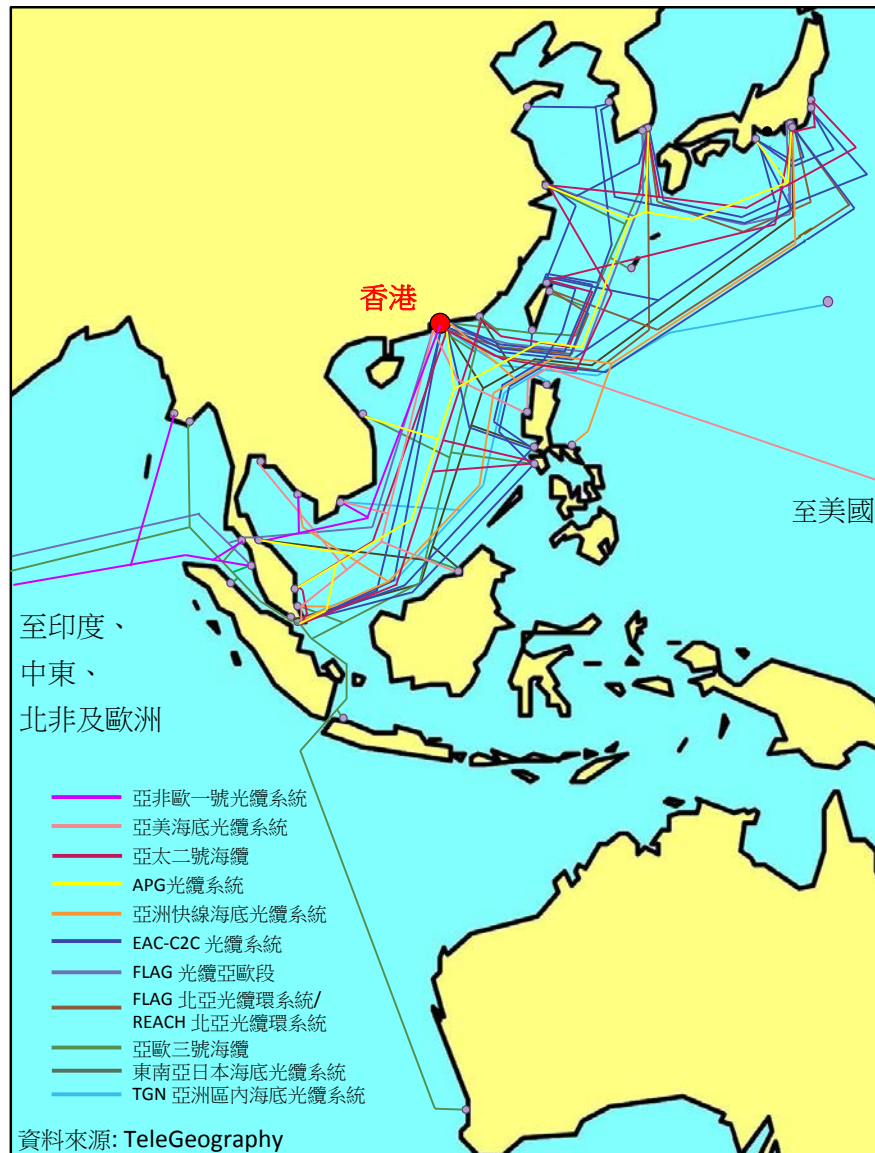 香港
至美國
至印度、
中東、
北非及歐洲
亞非歐一號光纜系統
亞美海底光纜系統
亞太二號海纜
APG光纜系統
亞洲快線海底光纜系統
EAC-C2C 光纜系統
FLAG 光纜亞歐段
FLAG 北亞光纜環系統/
REACH 北亞光纜環系統
亞歐三號海纜
東南亞日本海底光纜系統
TGN 亞洲區內海底光纜系統
資料來源: TeleGeography